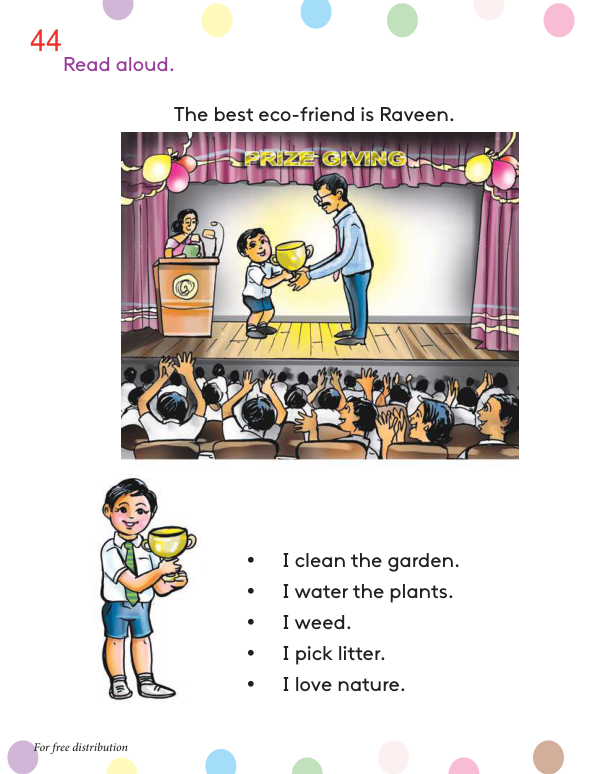 44
Read aloud.
The best eco-friend is Raveen.
PRIZE GIVING
• I clean the garden.
• I water the plants.
• I weed.
• I pick litter.
• I love nature.
For free distribution